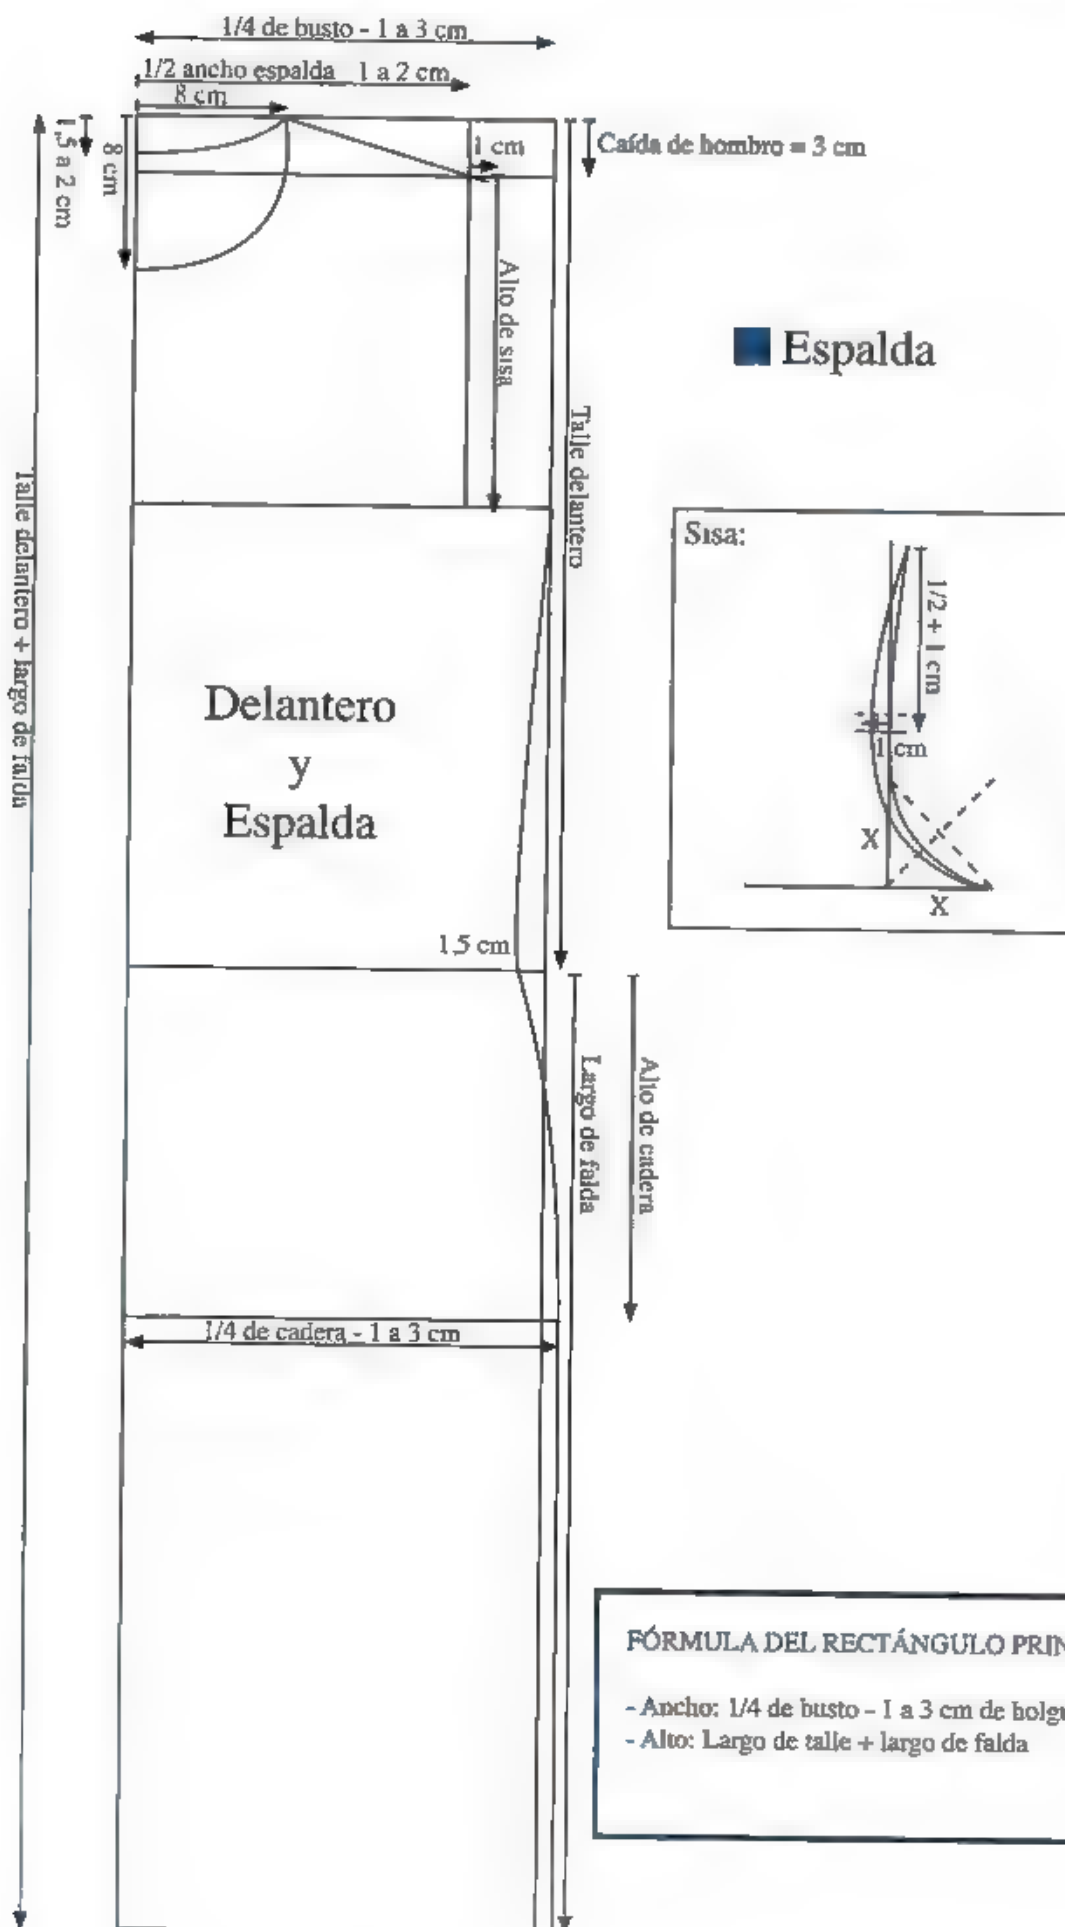 1/4 de busto - 1 a 3 cm
1/2 ancho espalda 1 a 2 cm
8 cm
1,5 a 2 cm
8 cm
1 cm
Caída de hombro = 3 cm
Alto de sisa
Espalda
Talle delantero
Talle delantero + largo de falda
Sisa:
1/2 + 1 cm
1 cm
X
X
Delantero
y
Espalda
1,5 cm
Largo de falda
Alto de cadera
1/4 de cadera - 1 a 3 cm
FÓRMULA DEL RECTÁNGULO PRIN
- Ancho: 1/4 de busto - 1 a 3 cm de holgu
- Alto: Largo de talle + largo de falda